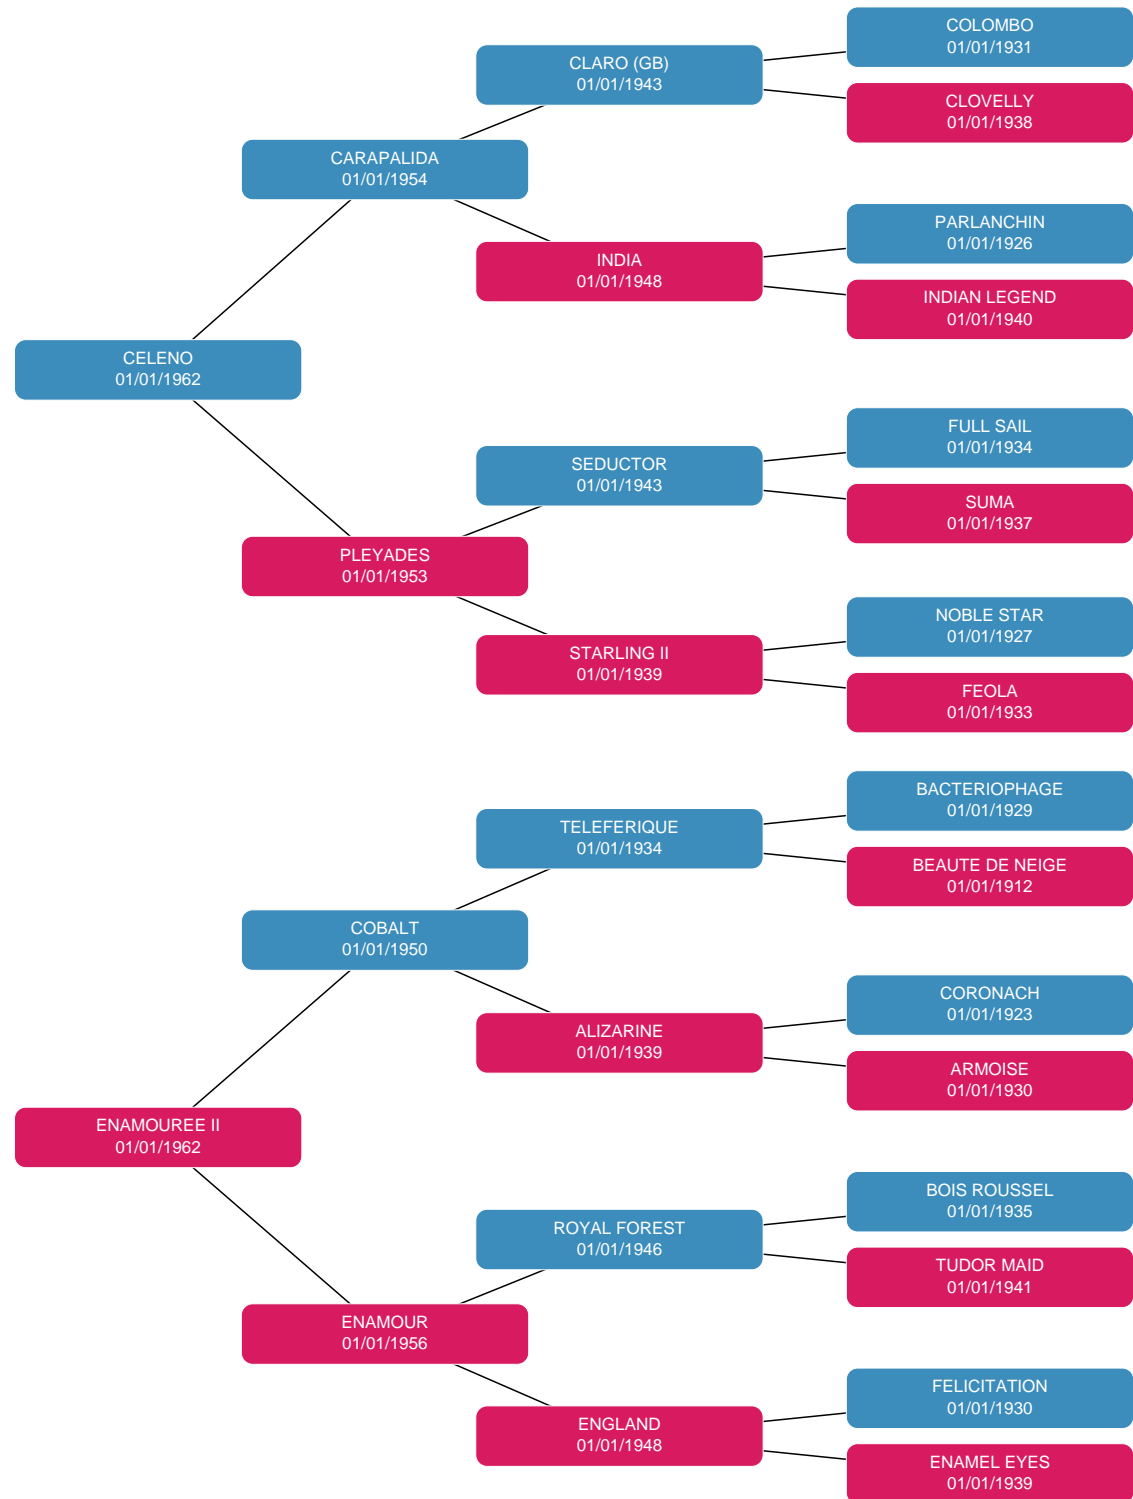 COLOMBO
01/01/1931
CLARO (GB)
01/01/1943
CLOVELLY
01/01/1938
CARAPALIDA
01/01/1954
PARLANCHIN
01/01/1926
INDIA
01/01/1948
INDIAN LEGEND
01/01/1940
CELENO
01/01/1962
FULL SAIL
01/01/1934
SEDUCTOR
01/01/1943
SUMA
01/01/1937
PLEYADES
01/01/1953
NOBLE STAR
01/01/1927
STARLING II
01/01/1939
FEOLA
01/01/1933
BACTERIOPHAGE
01/01/1929
TELEFERIQUE
01/01/1934
BEAUTE DE NEIGE
01/01/1912
COBALT
01/01/1950
CORONACH
01/01/1923
ALIZARINE
01/01/1939
ARMOISE
01/01/1930
ENAMOUREE II
01/01/1962
BOIS ROUSSEL
01/01/1935
ROYAL FOREST
01/01/1946
TUDOR MAID
01/01/1941
ENAMOUR
01/01/1956
FELICITATION
01/01/1930
ENGLAND
01/01/1948
ENAMEL EYES
01/01/1939